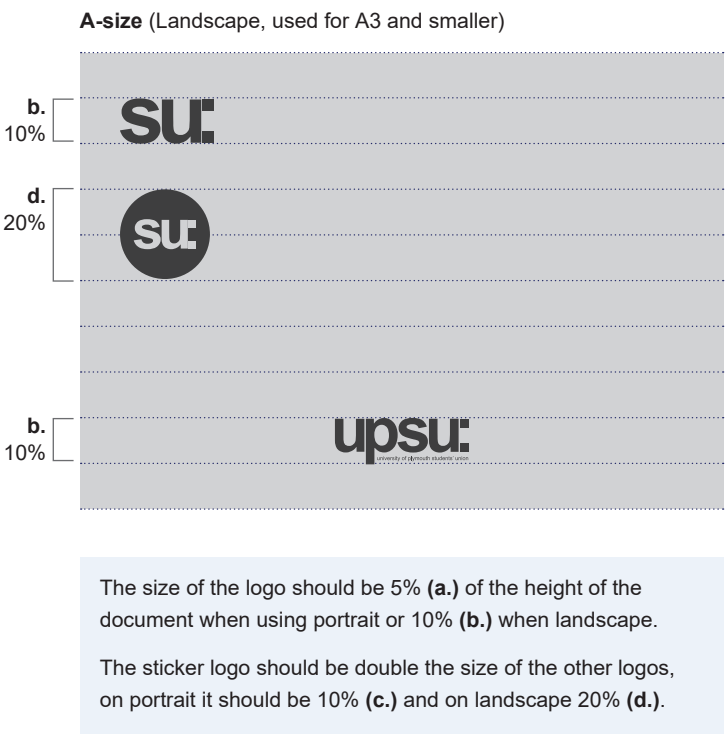 A-size (Landscape, used for A3 and smaller)
b.
10%
su:
d.
20%
su:
b.
10%
upsu:
university of plymouth students' union
The size of the logo should be 5% (a.) of the height of the
document when using portrait or 10% (b.) when landscape.
The sticker logo should be double the size of the other logos,
on portrait it should be 10% (c.) and on landscape 20% (d.).